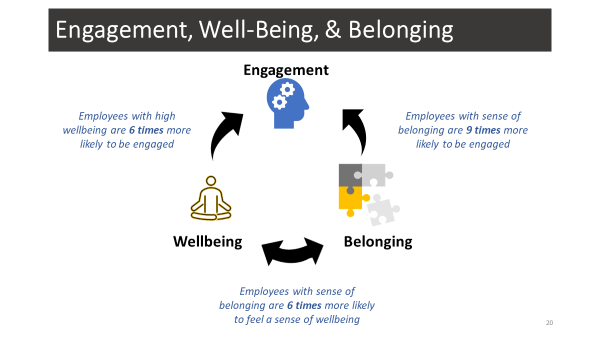 Engagement, Well-Being, & Belonging
Engagement
Employees with high
wellbeing are 6 times more
likely to be engaged
Employees with sense of
belonging are 9 times more
likely to be engaged
Wellbeing
Belonging
Employees with sense of
belonging are 6 times more likely
to feel a sense of wellbeing
20